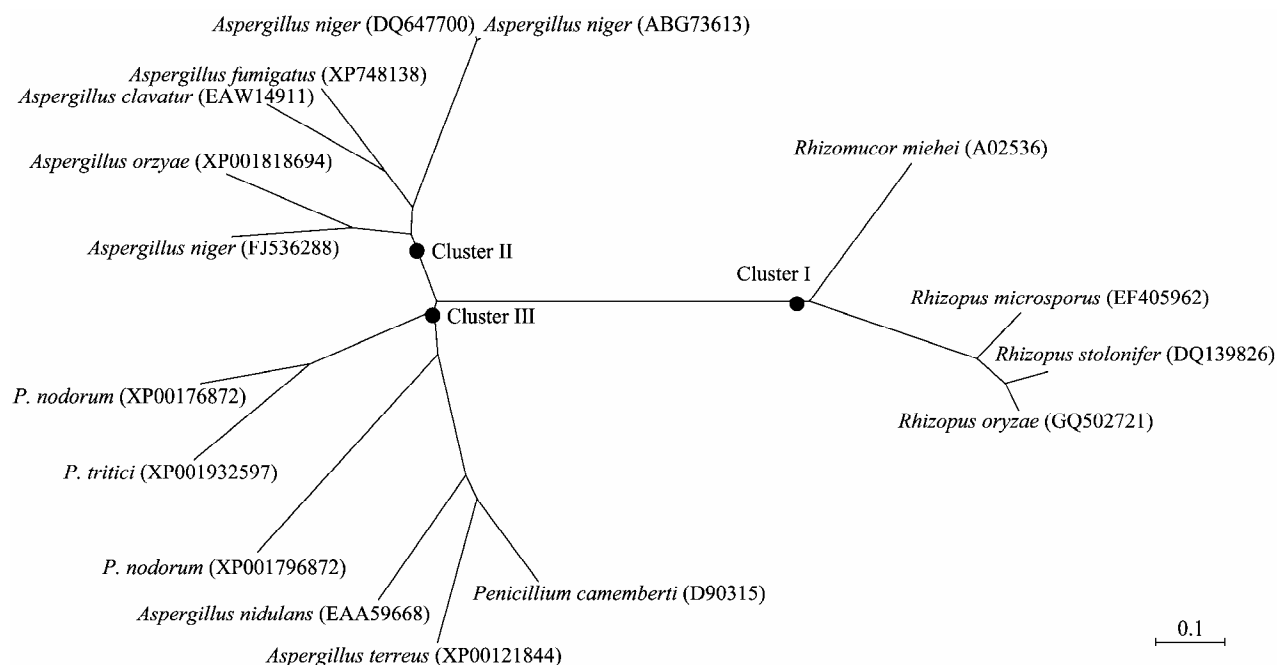 Aspergillus niger (DQ647700) Aspergillus niger (ABG73613)
Aspergillus fumigatus (XP748138)
Aspergillus clavatur (EAW14911)
Rhizomucor miehei (A02536)
Aspergillus orzyae (XP001818694)
Aspergillus niger (FJ536288)
Cluster II
Cluster I
Rhizopus microsporus (EF405962)
Cluster III
Rhizopus stolonifer (DQ139826)
P. nodorum (XP00176872)
Rhizopus oryzae (GQ502721)
P. tritici (XP001932597)
P. nodorum (XP001796872)
Penicillium camemberti (D90315)
Aspergillus nidulans (EAA59668)
0.1
Aspergillus terreus (XP00121844)